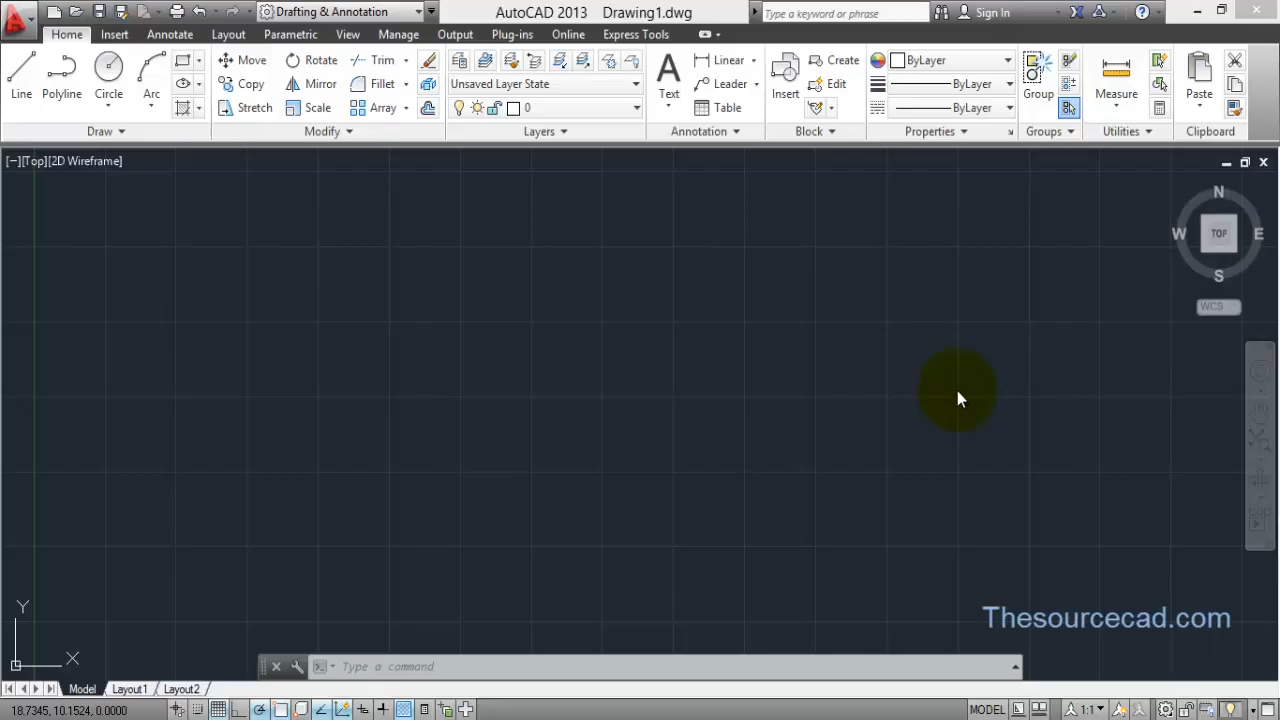 Drafting & Annotation
AutoCAD 2013 Drawing1.dwg
Type a keyword or phrase
Sign In
Home Insert Annotate Layout Parametric View Manage Output Plug-ins Online Express Tools
Line Polyline Circle Arc
Move Rotate Trim
Copy Mirror Fillet
Stretch Scale Array
Unsaved Layer State
0
Text
Linear
Leader
Table
Insert
Create
Edit
ByLayer
ByLayer
ByLayer
Group
Measure
Paste
Draw Modify Layers Annotation Block Properties Groups Utilities Clipboard
[−][Top][2D Wireframe]
N
W TOP E
S
WCS
Thesourcecad.com
Y
X
Type a command
Model Layout1 Layout2
18.7345, 10.1524, 0.0000
MODEL
1:1